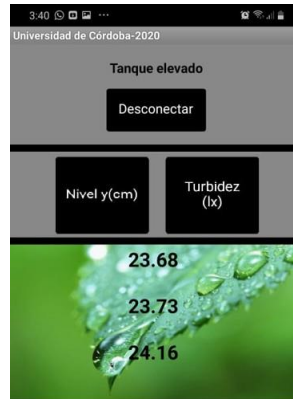 3:40
Universidad de Córdoba-2020
Tanque elevado
Desconectar
Nivel y(cm)
Turbidez
(lx)
23.68
23.73
24.16